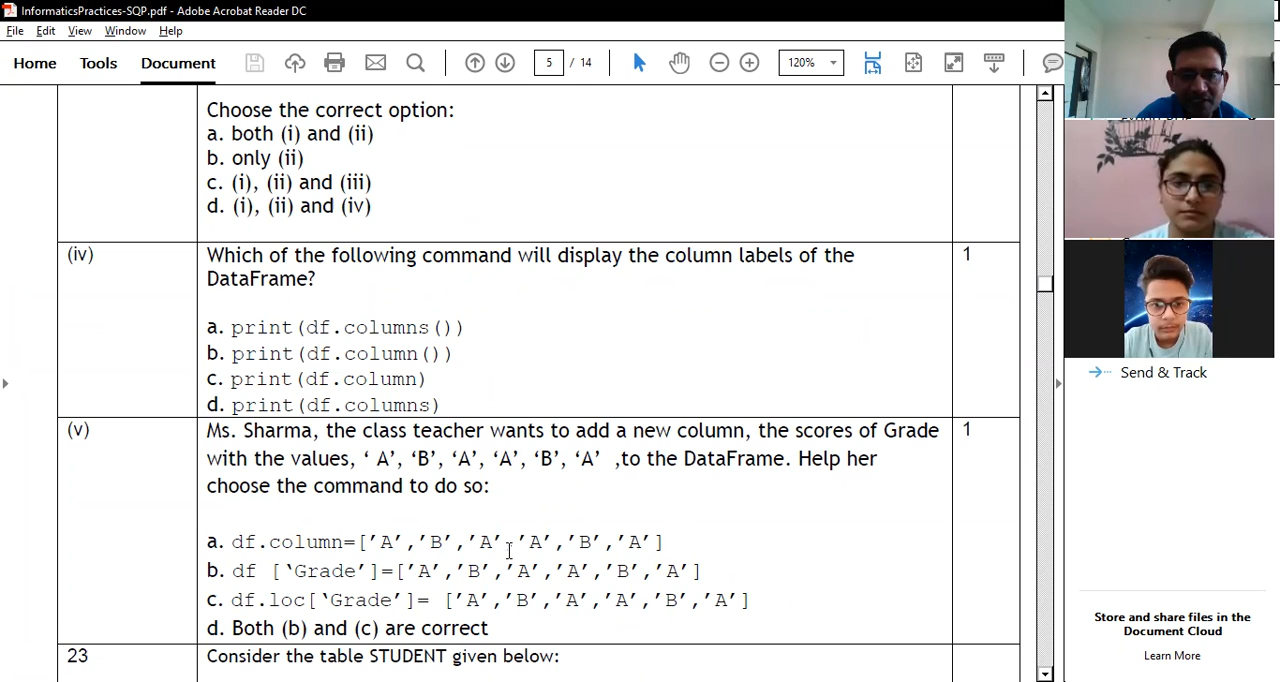 InformaticsPractices-SQP.pdf - Adobe Acrobat Reader DC
File Edit View Window Help
Home Tools Document 5 / 14 120%
Choose the correct option:
a. both (i) and (ii)
b. only (ii)
c. (i), (ii) and (iii)
d. (i), (ii) and (iv)
(iv) Which of the following command will display the column labels of the 1
DataFrame?
a. print(df.columns())
b. print(df.column())
c. print(df.column)
d. print(df.columns)
(v) Ms. Sharma, the class teacher wants to add a new column, the scores of Grade 1
with the values, ‘ A’, ‘B’, ‘A’, ‘A’, ‘B’, ‘A’ ,to the DataFrame. Help her
choose the command to do so:
a. df.column=[’A’,’B’,’A’,’A’,’B’,’A’]
b. df [‘Grade’]=[’A’,’B’,’A’,’A’,’B’,’A’]
c. df.loc[‘Grade’]= [’A’,’B’,’A’,’A’,’B’,’A’]
d. Both (b) and (c) are correct
23 Consider the table STUDENT given below:
Send & Track
Store and share files in the
Document Cloud
Learn More